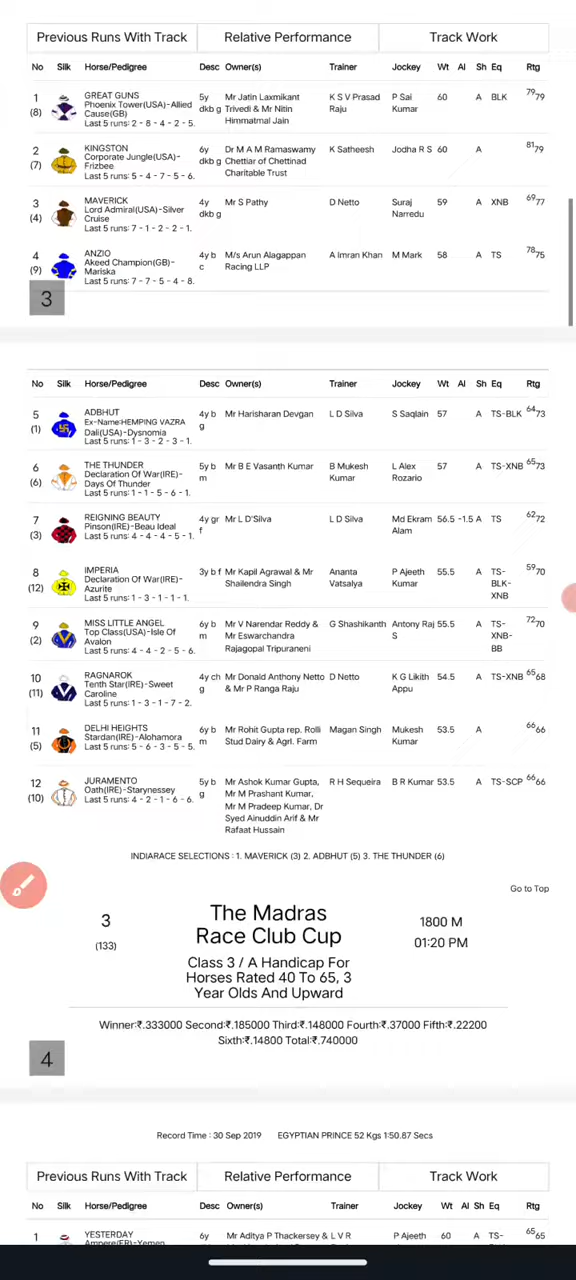 Previous Runs With Track Relative Performance Track Work
No Silk Horse/Pedigree Desc Owner(s) Trainer Jockey Wt Al Sh Eq Rtg
1 GREAT GUNS 5y Mr Jatin Laxmikant K S V Prasad P Sai 60 A BLK 79 79
(8) Phoenix Tower(USA)-Allied dkb g Trivedi & Mr Nitin Raju Kumar
Cause(GB) Himmatmal Jain
Last 5 runs: 2 - 8 - 4 - 2 - 5.
2 KINGSTON 6y Dr M A M Ramaswamy K Satheesh Jodha R S 60 A 81 79
(7) Corporate Jungle(USA)- dkb g Chettiar of Chettinad
Frizbee Charitable Trust
Last 5 runs: 5 - 4 - 7 - 5 - 6.
3 MAVERICK 4y Mr S Pathy D Netto Suraj 59 A XNB 69 77
(4) Lord Admiral(USA)-Silver dkb g Narredu
Cruise
Last 5 runs: 7 - 1 - 2 - 2 - 1.
4 ANZIO 4y b M/s Arun Alagappan A Imran Khan M Mark 58 A TS 78 75
(9) Akeed Champion(GB)- c Racing LLP
Mariska
Last 5 runs: 7 - 7 - 5 - 4 - 8.
3
No Silk Horse/Pedigree Desc Owner(s) Trainer Jockey Wt Al Sh Eq Rtg
5 ADBHUT 4y b Mr Harisharan Devgan L D Silva S Saqlain 57 A TS-BLK 64 73
(1) Ex-Name:HEMPING VAZRA g
Dali(USA)-Dysnomia
Last 5 runs: 1 - 3 - 2 - 3 - 1.
6 THE THUNDER 5y b Mr B E Vasanth Kumar B Mukesh L Alex 57 A TS-XNB 65 73
(6) Declaration Of War(IRE)- m Kumar Rozario
Days Of Thunder
Last 5 runs: 1 - 1 - 5 - 6 - 1.
7 REIGNING BEAUTY 4y gr Mr L D'Silva L D Silva Md Ekram 56.5 -1.5 A TS 62 72
(3) Pinson(IRE)-Beau Ideal f Alam
Last 5 runs: 4 - 4 - 4 - 5 - 1.
8 IMPERIA 3y b f Mr Kapil Agrawal & Mr Ananta P Ajeeth 55.5 A TS- 59 70
(12) Declaration Of War(IRE)- Shailendra Singh Vatsalya Kumar BLK-
Azurite XNB
Last 5 runs: 1 - 3 - 1 - 1 - 1.
9 MISS LITTLE ANGEL 6y b Mr V Narendar Reddy & G Shashikanth Antony Raj 55.5 A TS- 72 70
(2) Top Class(USA)-Isle Of m Mr Eswarchandra S XNB-
Avalon Rajagopal Tripuraneni BB
Last 5 runs: 4 - 4 - 2 - 5 - 6.
10 RAGNAROK 4y ch Mr Donald Anthony Netto D Netto K G Likith 54.5 A TS-XNB 65 68
(11) Tenth Star(IRE)-Sweet g & Mr P Ranga Raju Appu
Caroline
Last 5 runs: 1 - 3 - 1 - 7 - 2.
11 DELHI HEIGHTS 6y b Mr Rohit Gupta rep. Rolli Magan Singh Mukesh 53.5 A 66 66
(5) Stardan(IRE)-Alohamora m Stud Dairy & Agrl. Farm Kumar
Last 5 runs: 5 - 6 - 3 - 5 - 5.
12 JURAMENTO 5y b Mr Ashok Kumar Gupta, R H Sequeira B R Kumar 53.5 A TS-SCP 66 66
(10) Oath(IRE)-Starynessey g Mr M Prashant Kumar,
Last 5 runs: 4 - 2 - 1 - 6 - 6. Mr M Pradeep Kumar, Dr
Syed Ainuddin Arif & Mr
Rafaat Hussain
INDIARACE SELECTIONS : 1. MAVERICK (3) 2. ADBHUT (5) 3. THE THUNDER (6)
Go to Top
3 The Madras 1800 M
(133) Race Club Cup 01:20 PM
Class 3 / A Handicap For
Horses Rated 40 To 65, 3
Year Olds And Upward
Winner:₹.333000 Second:₹.185000 Third:₹.148000 Fourth:₹.37000 Fifth:₹.22200
Sixth:₹.14800 Total:₹.740000
4
Record Time : 30 Sep 2019 EGYPTIAN PRINCE 52 Kgs 1:50.87 Secs
Previous Runs With Track Relative Performance Track Work
No Silk Horse/Pedigree Desc Owner(s) Trainer Jockey Wt Al Sh Eq Rtg
1 YESTERDAY 6y Mr Aditya P Thackersey & L V R P Ajeeth 60 A TS- 65 65
Ampere(FR)-Yemen